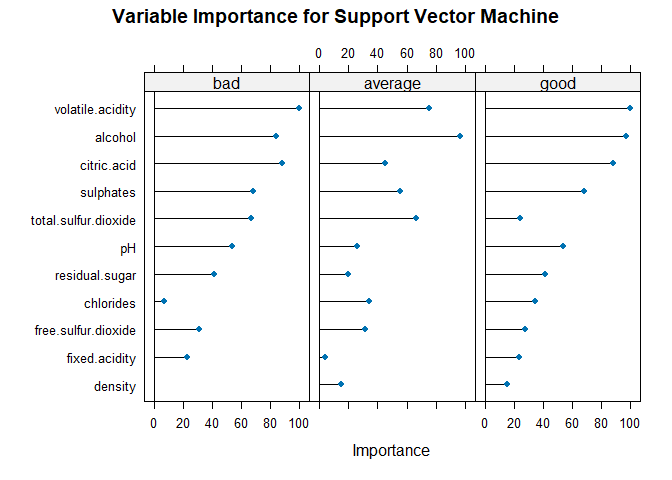 Variable Importance for Support Vector Machine
0 20 40 60 80 100
bad average good
volatile.acidity
alcohol
citric.acid
sulphates
total.sulfur.dioxide
pH
residual.sugar
chlorides
free.sulfur.dioxide
fixed.acidity
density
0 20 40 60 80 100 0 20 40 60 80 100
Importance